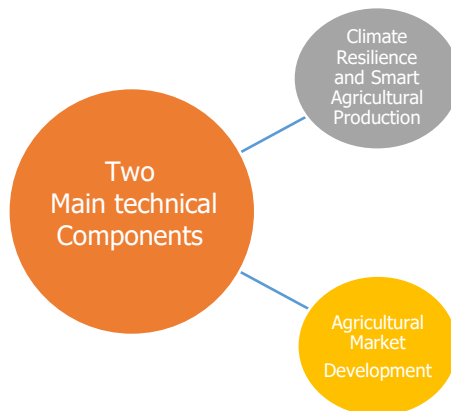 Climate
Resilience
and Smart
Agricultural
Production
Two
Main technical
Components
Agricultural
Market
Development